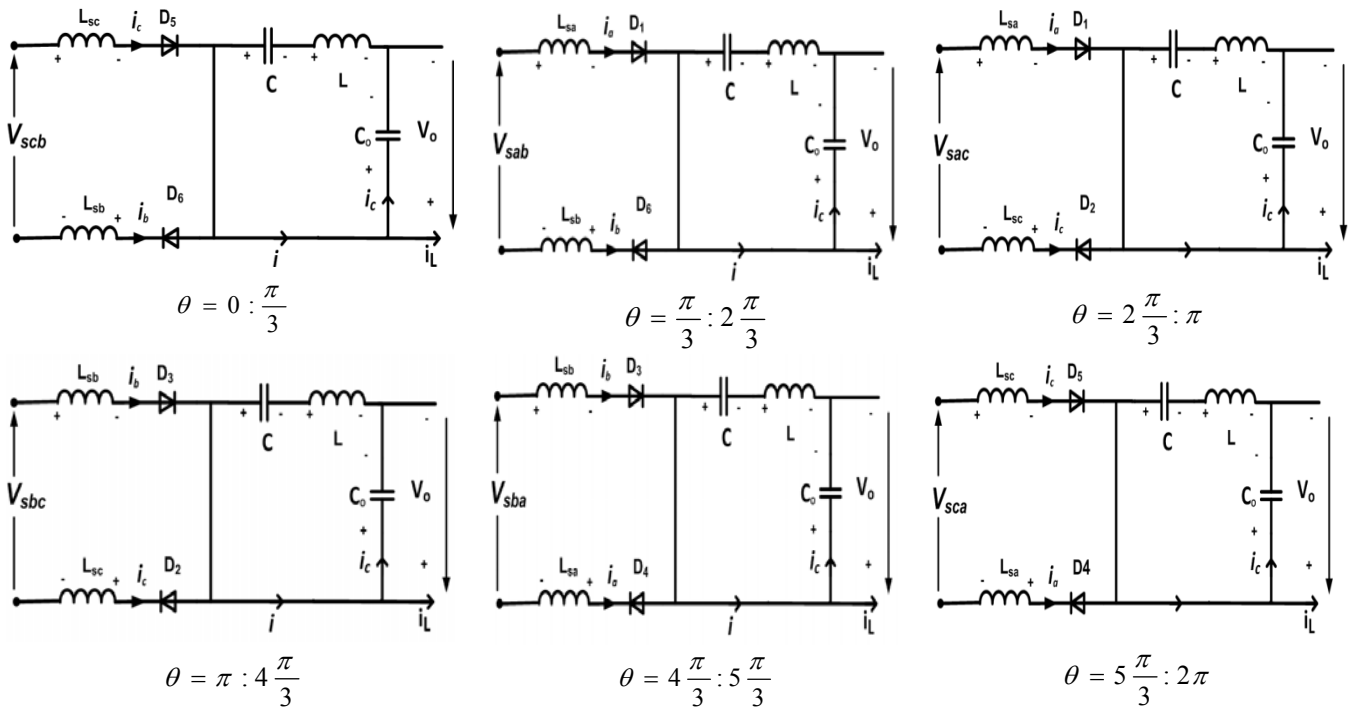 Lsc ic D5
+ - + - + - -
C L
Vscb Co Vo
-
+
Lsb D6
- + ib ic +
i iL
θ = 0 : π/3
Lsa ia D1
+ - + - + - -
C L
Vsab Co Vo
-
+
Lsb D6
- + ib ic +
i iL
θ = π/3 : 2 π/3
Lsa ia D1
+ - + - + - -
C L
Vsac Co Vo
-
+
Lsc D2
- + ic ic +
iL
θ = 2 π/3 : π
Lsb ib D3
+ - + - + - -
C L
Vsbc Co Vo
-
+
Lsc ic D2
- + ic +
i iL
θ = π : 4 π/3
Lsb ib D3
+ - + - + - -
C L
Vsba Co Vo
-
+
Lsa ia D4
- + ic +
i iL
θ = 4 π/3 : 5 π/3
Lsc ic D5
+ - + - + - -
C L
Vsca Co Vo
-
+
Lsa ia D4
- + ic +
iL
θ = 5 π/3 : 2π